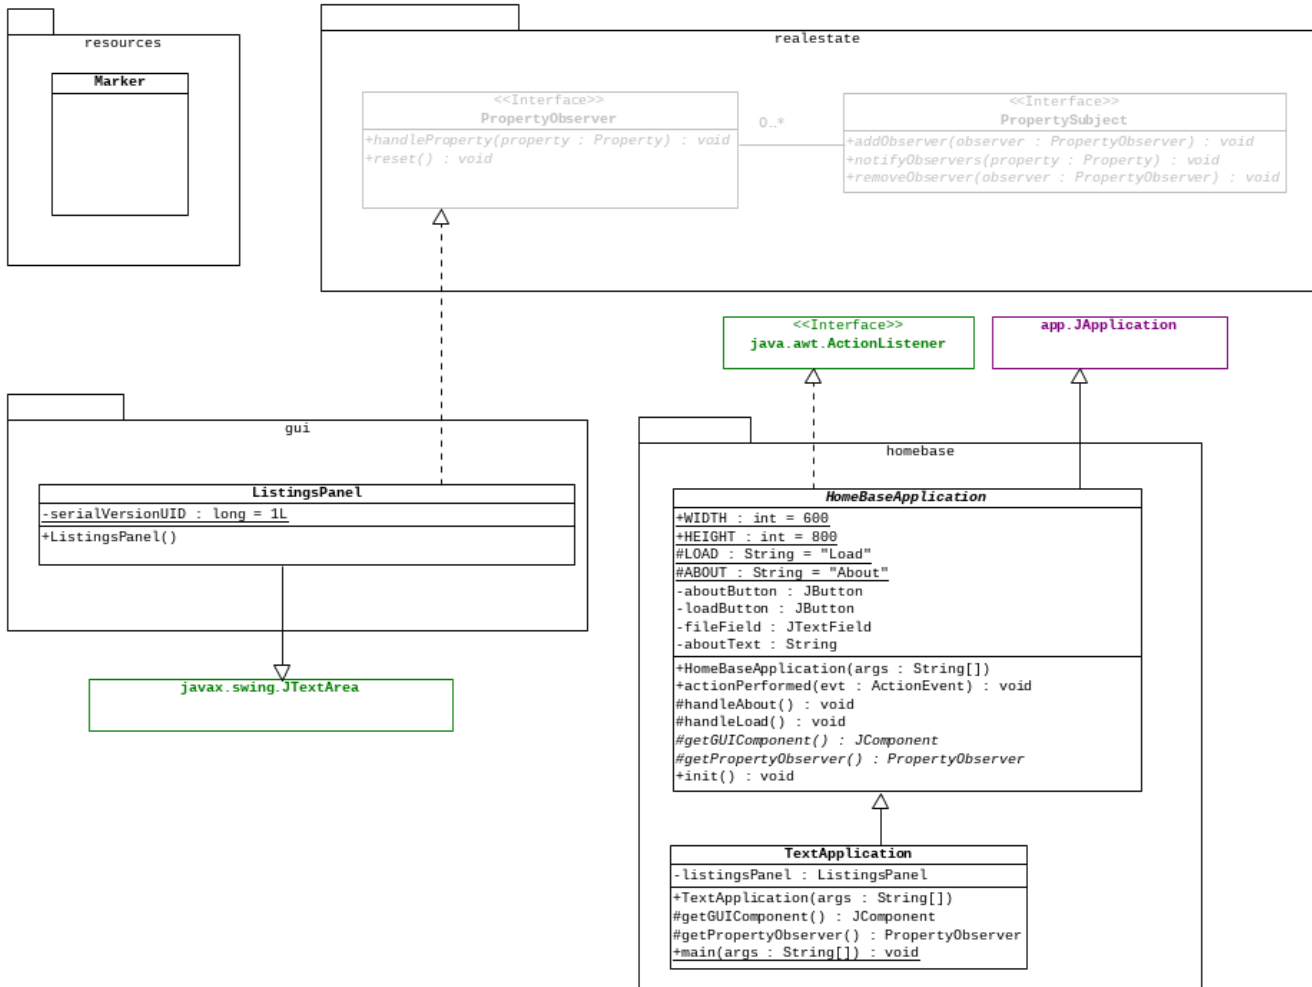 resources
Marker
realestate
<<Interface>>
PropertyObserver
+handleProperty(property : Property) : void
+reset() : void
0..*
<<Interface>>
PropertySubject
+addObserver(observer : PropertyObserver) : void
+notifyObservers(property : Property) : void
+removeObserver(observer : PropertyObserver) : void
<<Interface>>
java.awt.ActionListener
app.JApplication
gui
ListingsPanel
-serialVersionUID : long = 1L
+ListingsPanel()
javax.swing.JTextArea
homebase
HomeBaseApplication
+WIDTH : int = 600
+HEIGHT : int = 800
#LOAD : String = "Load"
#ABOUT : String = "About"
-aboutButton : JButton
-loadButton : JButton
-fileField : JTextField
-aboutText : String
+HomeBaseApplication(args : String[])
+actionPerformed(evt : ActionEvent) : void
#handleAbout() : void
#handleLoad() : void
#getGUIComponent() : JComponent
#getPropertyObserver() : PropertyObserver
+init() : void
TextApplication
-listingsPanel : ListingsPanel
+TextApplication(args : String[])
#getGUIComponent() : JComponent
#getPropertyObserver() : PropertyObserver
+main(args : String[]) : void